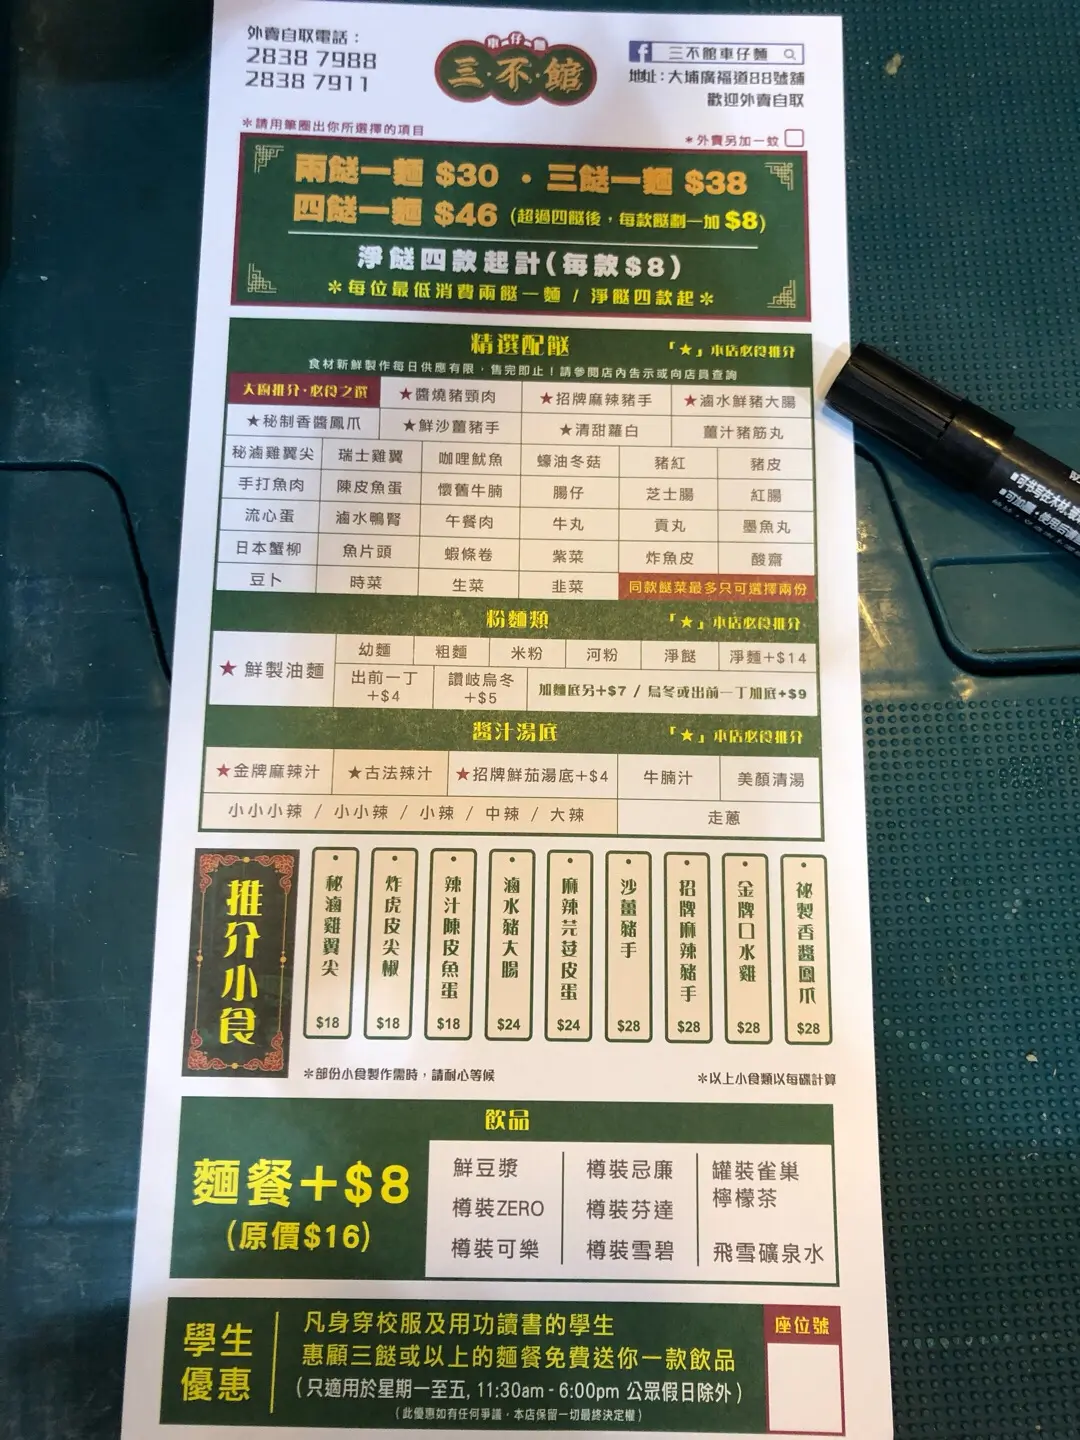 外賣自取電話：
2838 7988
2838 7911
車仔麵
三·不·館
f 三不館車仔麵
地址：大埔廣福道88號舖
歡迎外賣自取
＊請用筆圈出你所選擇的項目
＊外賣另加一蚊
兩餸一麵 $30 · 三餸一麵 $38
四餸一麵 $46 (超過四餸後，每款餸劃一加 $8)
淨餸四款起計(每款$8)
＊每位最低消費兩餸一麵 / 淨餸四款起＊
精選配餸
「★」本店必食推介
食材新鮮製作每日供應有限，售完即止！請參閱店內告示或向店員查詢
大廚推介·必食之選 ★醬燒豬頸肉 ★招牌麻辣豬手 ★滷水鮮豬大腸
★秘制香醬鳳爪 ★鮮沙薑豬手 ★清甜蘿白 薑汁豬筋丸
秘滷雞翼尖 瑞士雞翼 咖哩魷魚 蠔油冬菇 豬紅 豬皮
手打魚肉 陳皮魚蛋 懷舊牛腩 腸仔 芝士腸 紅腸
流心蛋 滷水鴨腎 午餐肉 牛丸 貢丸 墨魚丸
日本蟹柳 魚片頭 蝦條卷 紫菜 炸魚皮 酸齋
豆卜 時菜 生菜 韭菜 同款餸菜最多只可選擇兩份
粉麵類
「★」本店必食推介
★ 鮮製油麵
幼麵 粗麵 米粉 河粉 淨餸 淨麵+$14
出前一丁
+$4
讚岐烏冬
+$5
加麵底另+$7 / 烏冬或出前一丁加底+$9
醬汁湯底
「★」本店必食推介
★金牌麻辣汁 ★古法辣汁 ★招牌鮮茄湯底+$4 牛腩汁 美顏清湯
小小小辣 / 小小辣 / 小辣 / 中辣 / 大辣 走蔥
推介小食
秘滷雞翼尖
$18
炸虎皮尖椒
$18
辣汁陳皮魚蛋
$18
滷水豬大腸
$24
麻辣芫荽皮蛋
$24
沙薑豬手
$28
招牌麻辣豬手
$28
金牌口水雞
$28
祕製香醬鳳爪
$28
＊部份小食製作需時，請耐心等候
＊以上小食類以每碟計算
飲品
麵餐+$8
(原價$16)
鮮豆漿
樽裝ZERO
樽裝可樂
樽裝忌廉
樽裝芬達
樽裝雪碧
罐裝雀巢
檸檬茶
飛雪礦泉水
學生
優惠
凡身穿校服及用功讀書的學生
惠顧三餸或以上的麵餐免費送你一款飲品
(只適用於星期一至五, 11:30am - 6:00pm 公眾假日除外)
(此優惠如有任何爭議，本店保留一切最終決定權)
座位號